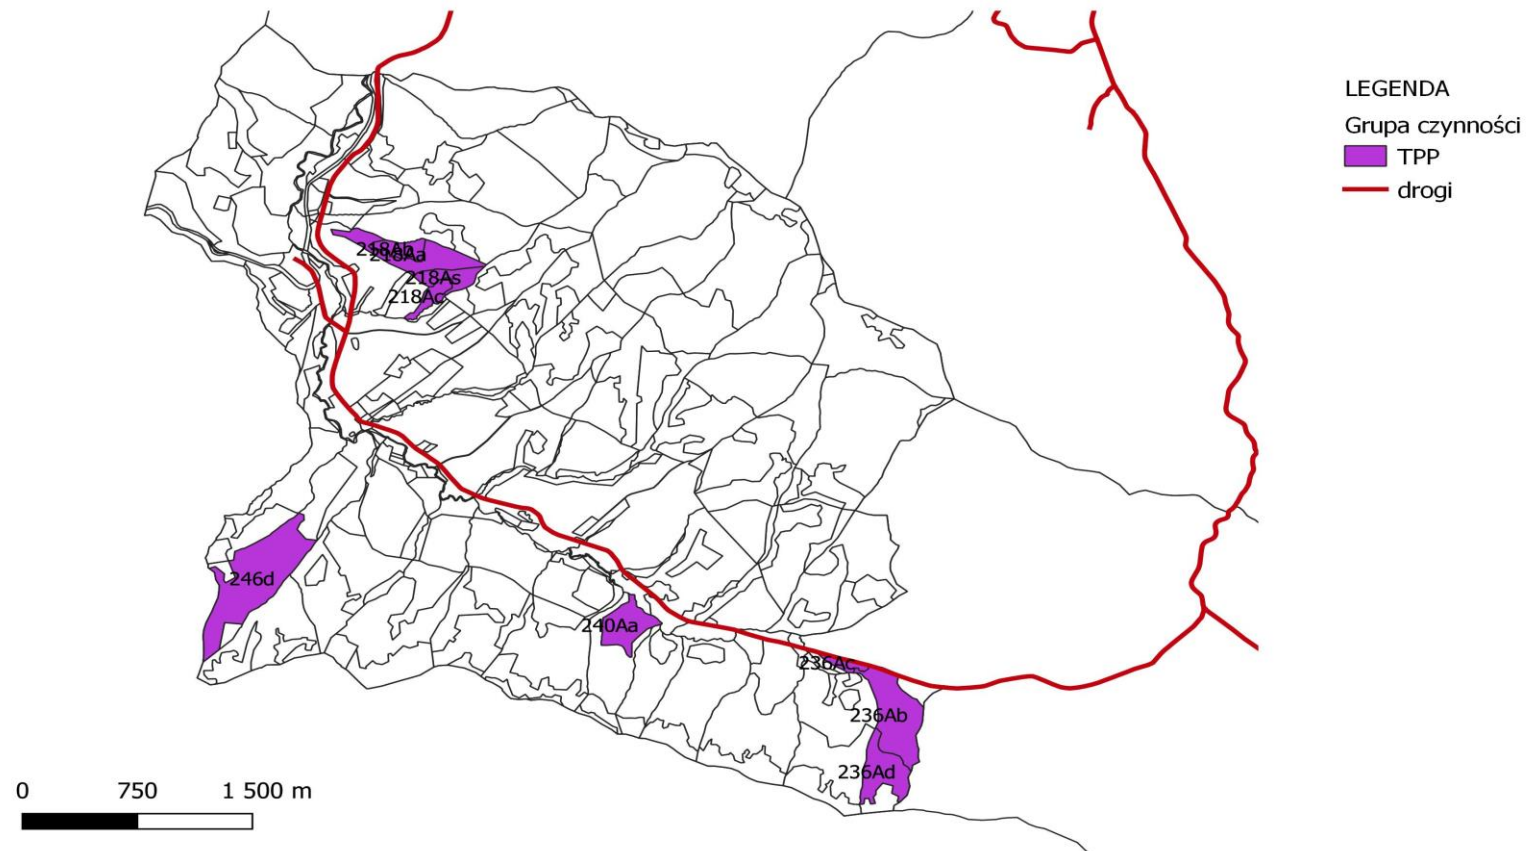 LEGENDA
Grupa czynności
TPP
drogi
218Ab
218Aa
218As
218Ac
246d
240Aa
236Ac
236Ab
236Ad
0 750 1 500 m